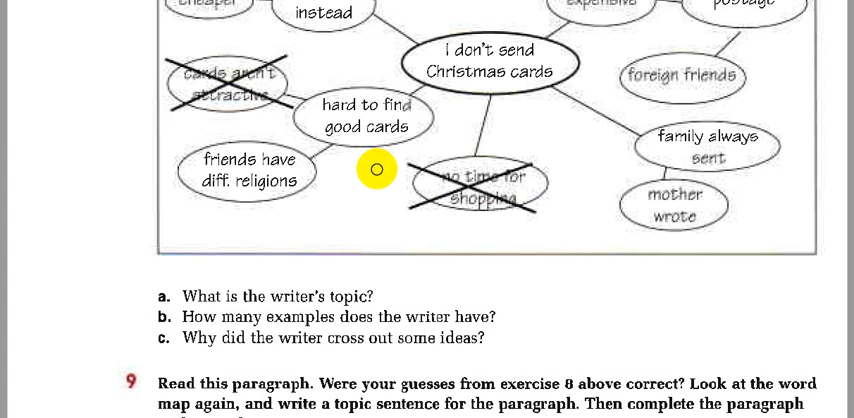 cheaper
instead
expensive
postage
I don't send
Christmas cards
cards aren't
attractive
foreign friends
hard to find
good cards
family always
sent
friends have
diff. religions
no time for
shopping
mother
wrote
a. What is the writer's topic?
b. How many examples does the writer have?
c. Why did the writer cross out some ideas?
9 Read this paragraph. Were your guesses from exercise 8 above correct? Look at the word
map again, and write a topic sentence for the paragraph. Then complete the paragraph